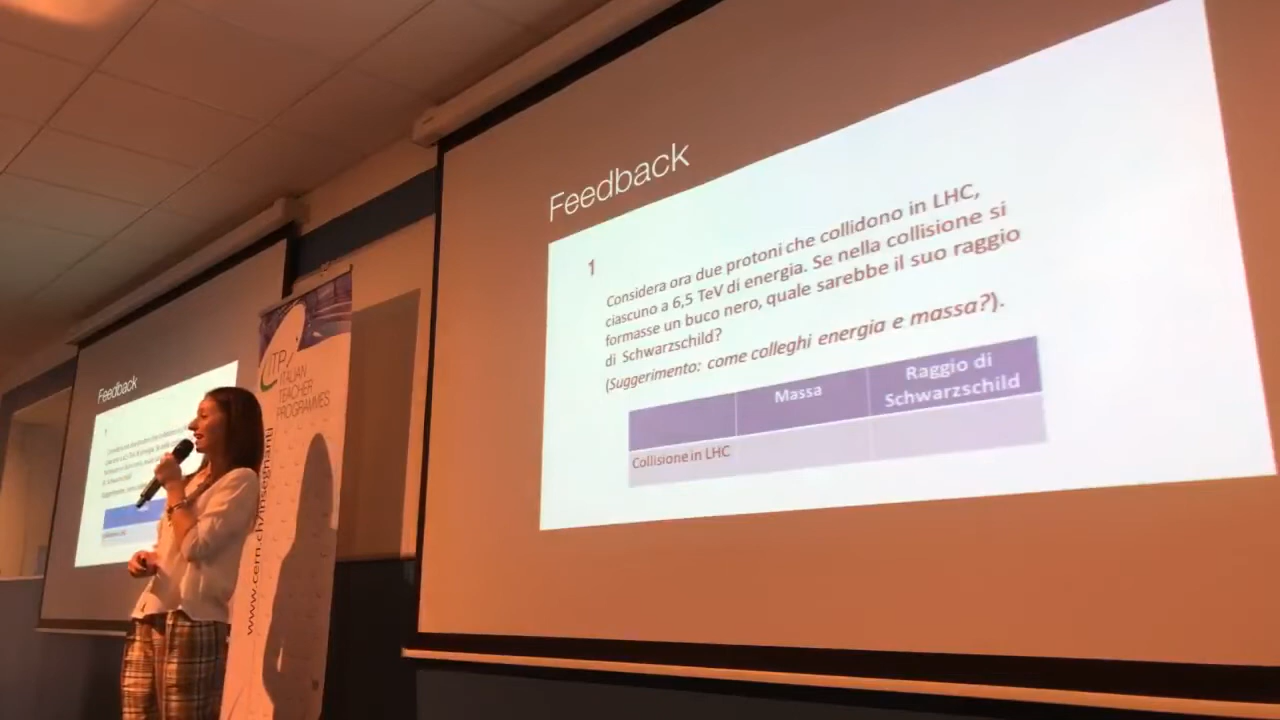 Feedback
1
Considera ora due protoni che collidono in LHC,
ciascuno a 6,5 TeV di energia. Se nella collisione si
formasse un buco nero, quale sarebbe il suo raggio
di Schwarzschild?
(Suggerimento: come colleghi energia e massa?).
Massa
Raggio di
Schwarzschild
Collisione in LHC
Feedback
1
ITP
ITALIAN
TEACHER
PROGRAMMES
www.cern.ch/insegnanti